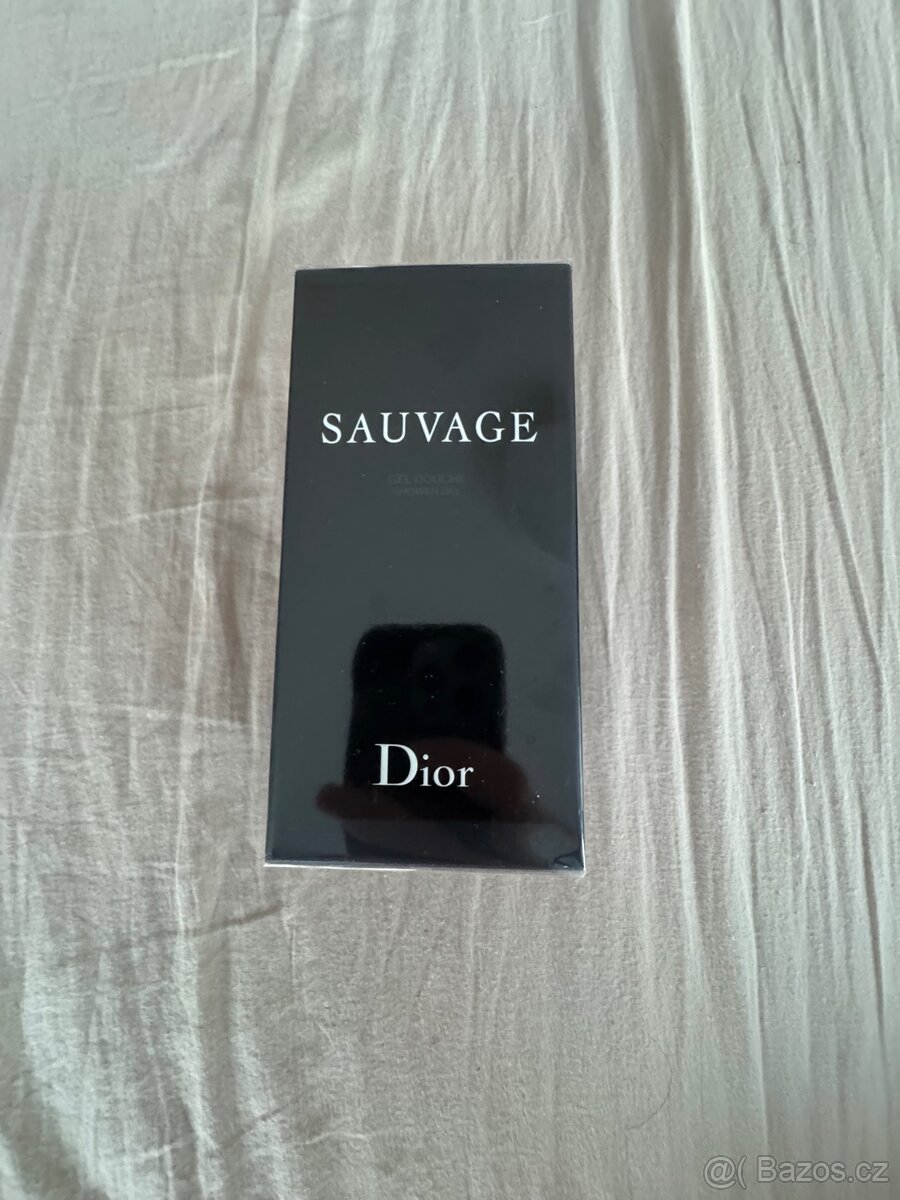 SAUVAGE
GEL DOUCHE
SHOWER GEL
Dior
@( Bazos.cz